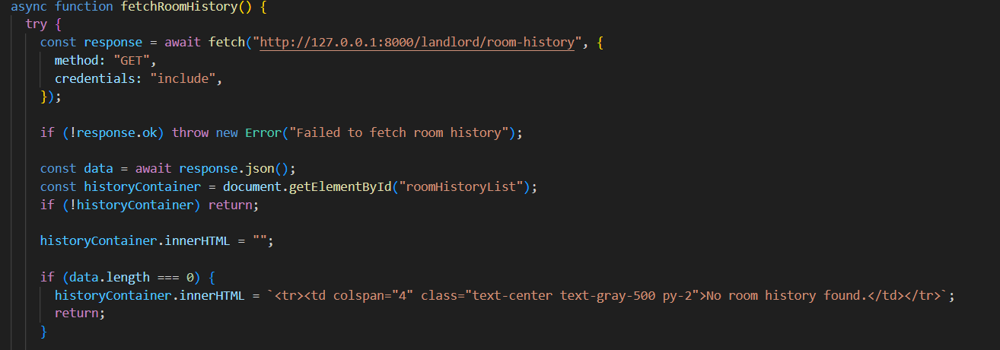 async function fetchRoomHistory() {
try {
const response = await fetch("http://127.0.0.1:8000/landlord/room-history", {
method: "GET",
credentials: "include",
});
if (!response.ok) throw new Error("Failed to fetch room history");
const data = await response.json();
const historyContainer = document.getElementById("roomHistoryList");
if (!historyContainer) return;
historyContainer.innerHTML = "";
if (data.length === 0) {
historyContainer.innerHTML = `<tr><td colspan="4" class="text-center text-gray-500 py-2">No room history found.</td></tr>`;
return;
}